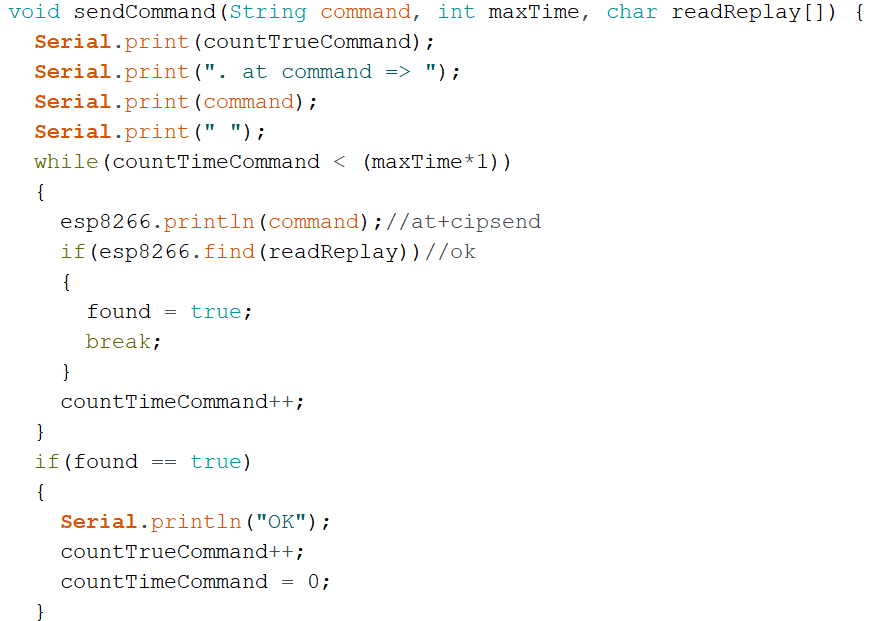 void sendCommand(String command, int maxTime, char readReplay[]) {
  Serial.print(countTrueCommand);
  Serial.print(". at command => ");
  Serial.print(command);
  Serial.print(" ");
  while(countTimeCommand < (maxTime*1))
  {
    esp8266.println(command);//at+cipsend
    if(esp8266.find(readReplay))//ok
    {
      found = true;
      break;
    }
    countTimeCommand++;
  }
  if(found == true)
  {
    Serial.println("OK");
    countTrueCommand++;
    countTimeCommand = 0;
  }